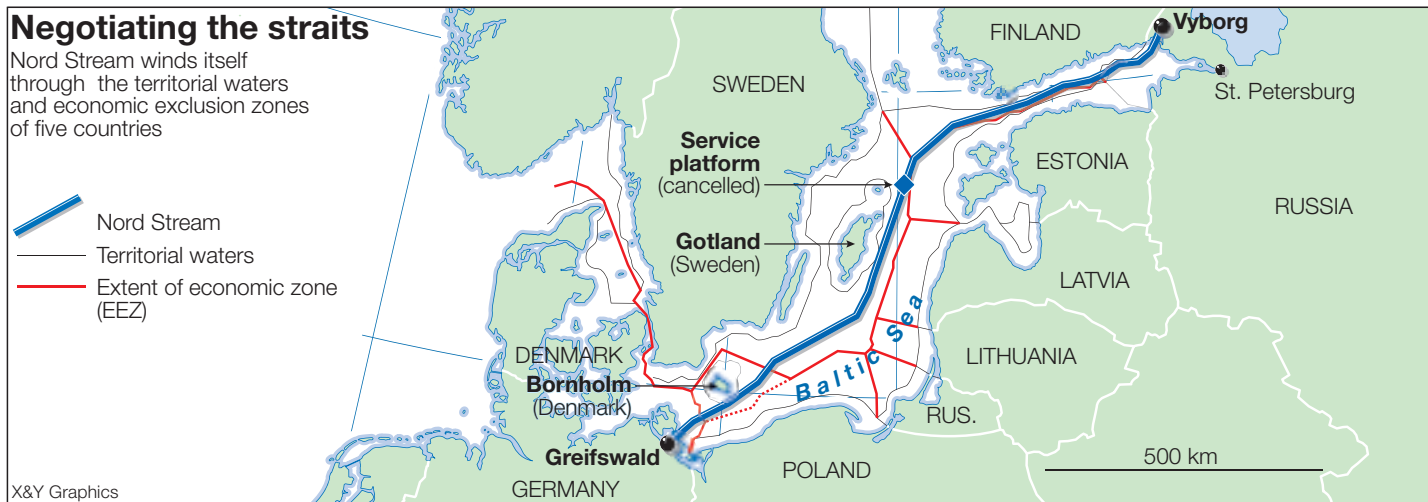 Negotiating the straits
Nord Stream winds itself
through the territorial waters
and economic exclusion zones
of five countries
Nord Stream
Territorial waters
Extent of economic zone
(EEZ)
FINLAND
Vyborg
St. Petersburg
SWEDEN
Service
platform
(cancelled)
ESTONIA
RUSSIA
Gotland
(Sweden)
LATVIA
Baltic Sea
LITHUANIA
DENMARK
Bornholm
(Denmark)
RUS.
Greifswald
POLAND
GERMANY
500 km
X&Y Graphics